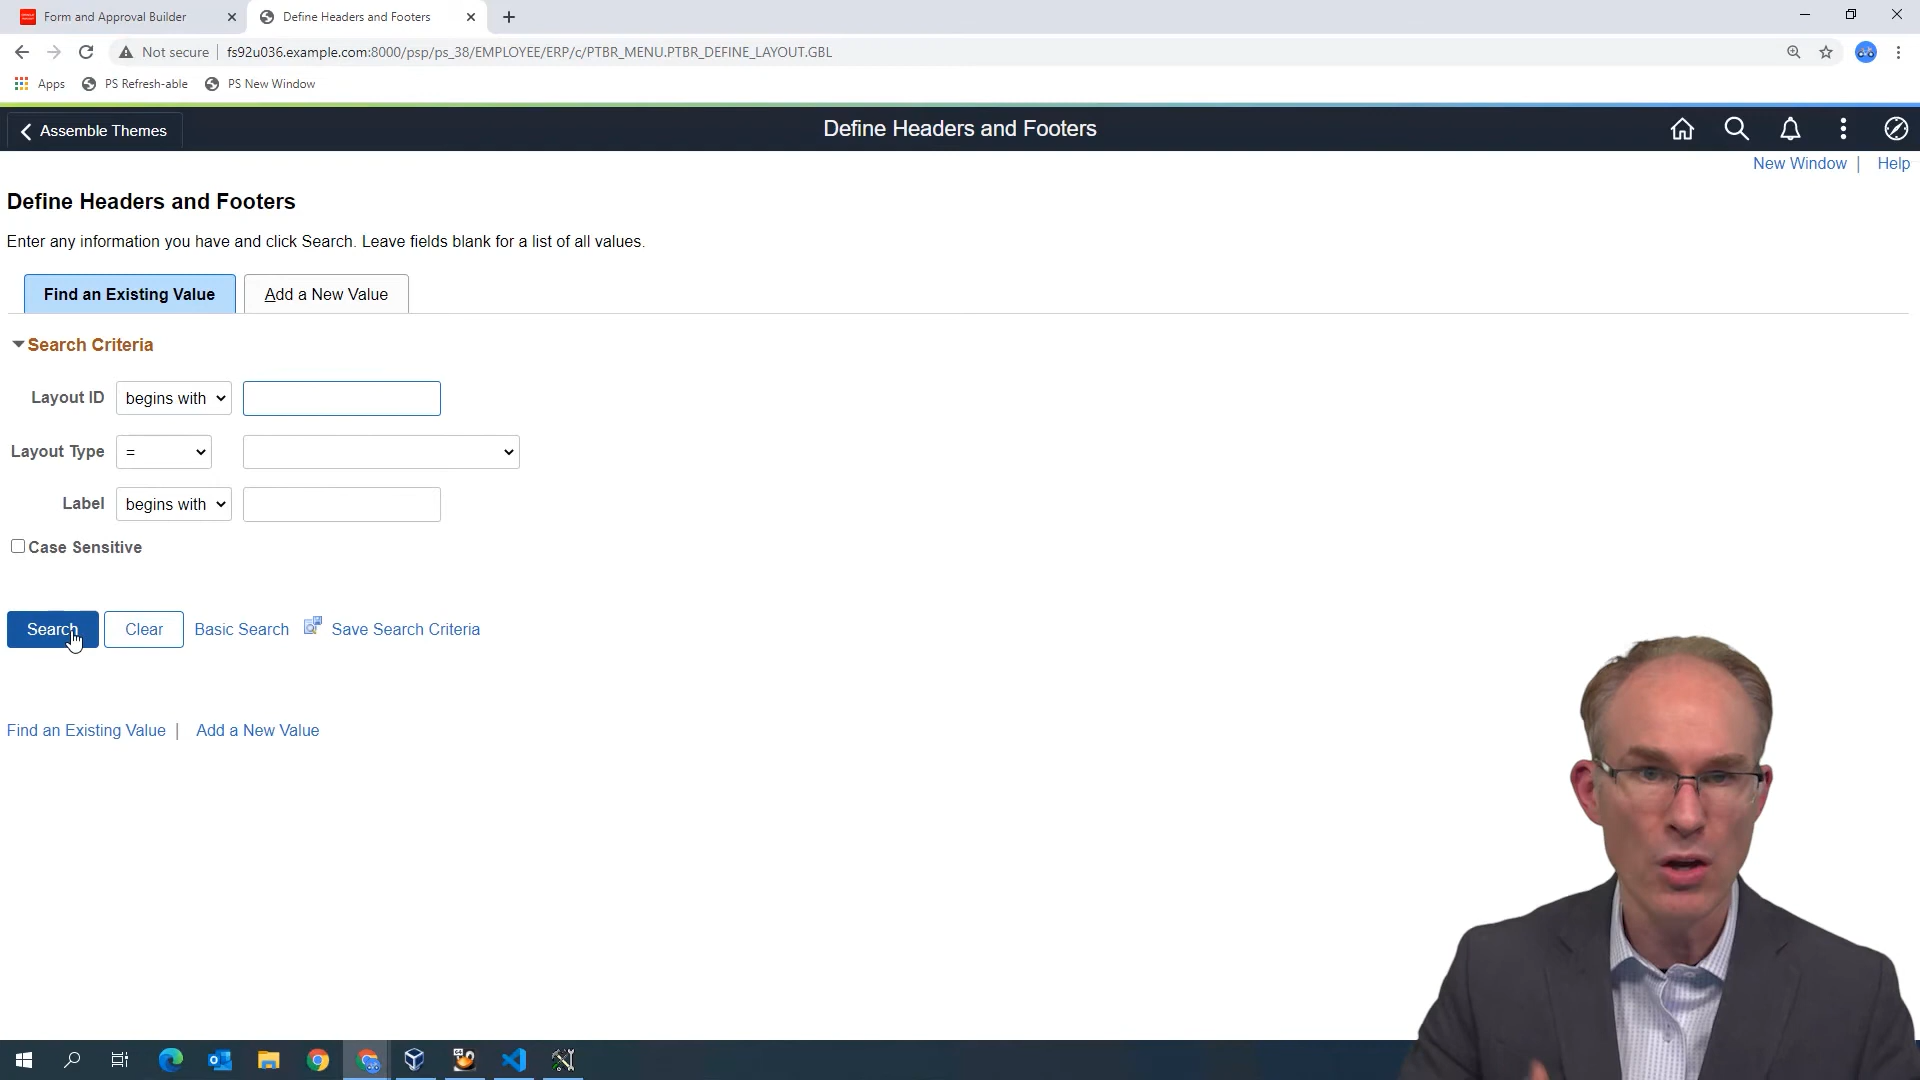 Form and Approval Builder
Define Headers and Footers
Not secure
fs92u036.example.com:8000/psp/ps_38/EMPLOYEE/ERP/c/PTBR_MENU.PTBR_DEFINE_LAYOUT.GBL
Apps
PS Refresh-able
PS New Window
Assemble Themes
Define Headers and Footers
New Window | Help
Define Headers and Footers
Enter any information you have and click Search. Leave fields blank for a list of all values.
Find an Existing Value
Add a New Value
Search Criteria
Layout ID begins with
Layout Type =
Label begins with
Case Sensitive
Search
Clear
Basic Search
Save Search Criteria
Find an Existing Value | Add a New Value